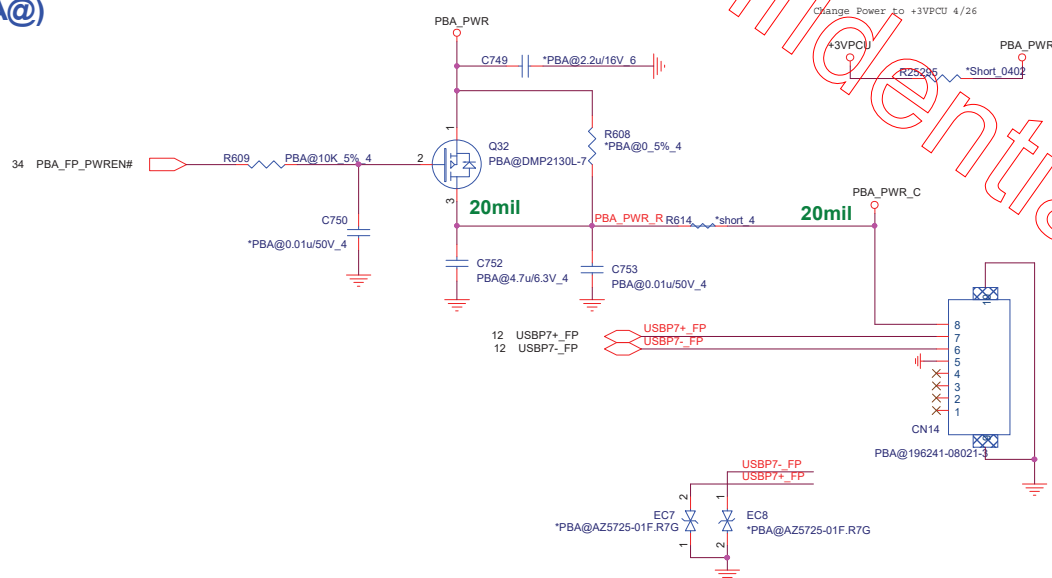 A@)
Change Power to +3VPCU 4/26
PBA_PWR
+3VPCU
PBA_PWR
C749
*PBA@2.2u/16V_6
R25295
*Short_0402
1
Q32
PBA@DMP2130L-7
R608
*PBA@0_5%_4
34 PBA_FP_PWREN#
R609
PBA@10K_5%_4
2
3
20mil
PBA_PWR_R
R614
*short_4
20mil
PBA_PWR_C
C750
*PBA@0.01u/50V_4
C752
PBA@4.7u/6.3V_4
C753
PBA@0.01u/50V_4
12 USBP7+_FP
USBP7+_FP
12 USBP7-_FP
USBP7-_FP
8
7
6
5
4
3
2
1
CN14
PBA@196241-08021-3
USBP7-_FP
USBP7+_FP
2
1
EC7
*PBA@AZ5725-01F.R7G
EC8
*PBA@AZ5725-01F.R7G
1
2